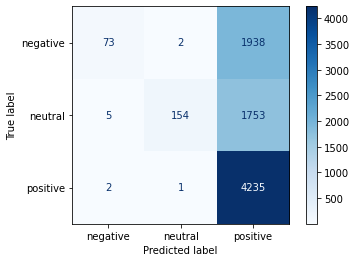 negative 73 2 1938
neutral 5 154 1753
positive 2 1 4235
negative neutral positive
Predicted label
True label
4000
3500
3000
2500
2000
1500
1000
500